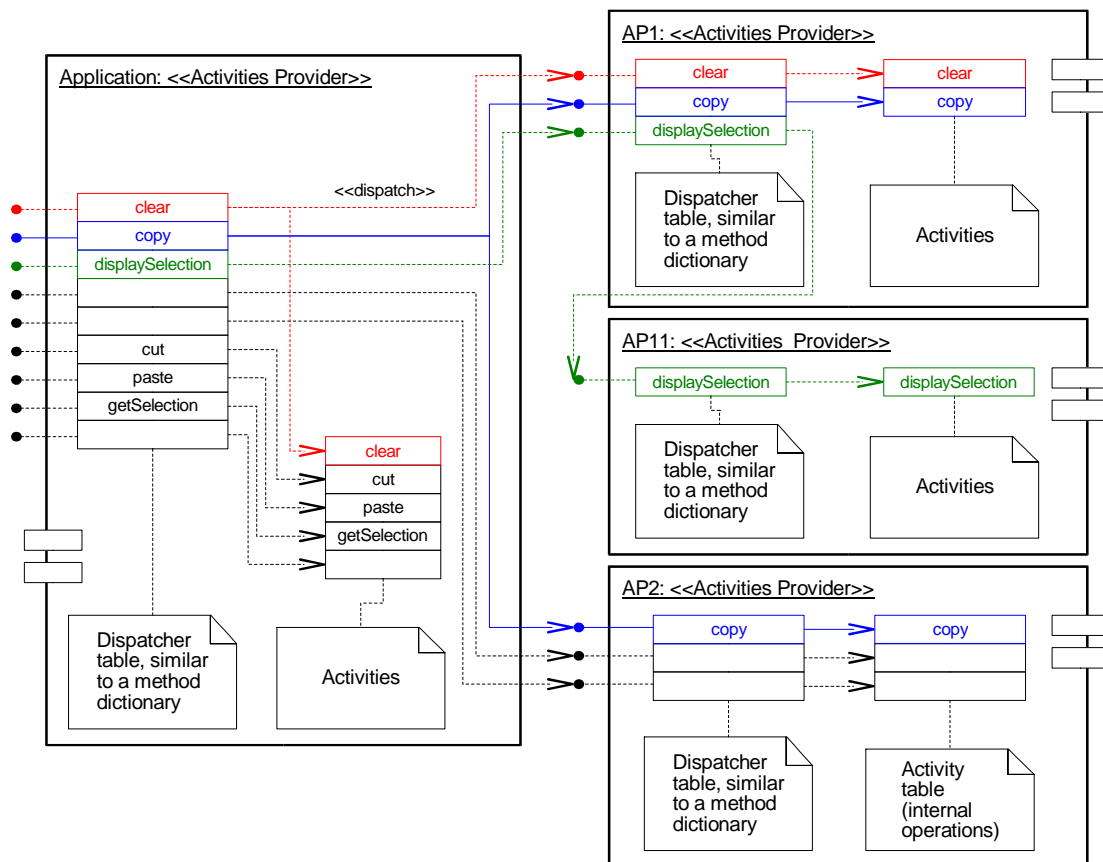 Application: <<Activities Provider>>
<<dispatch>>
clear
copy
displaySelection
cut
paste
getSelection
clear
cut
paste
getSelection
Dispatcher
table, similar
to a method
dictionary
Activities
AP1: <<Activities Provider>>
clear
copy
displaySelection
clear
copy
Dispatcher
table, similar
to a method
dictionary
Activities
AP11: <<Activities Provider>>
displaySelection
displaySelection
Dispatcher
table, similar
to a method
dictionary
Activities
AP2: <<Activities Provider>>
copy
copy
Dispatcher
table, similar
to a method
dictionary
Activity
table
(internal
operations)